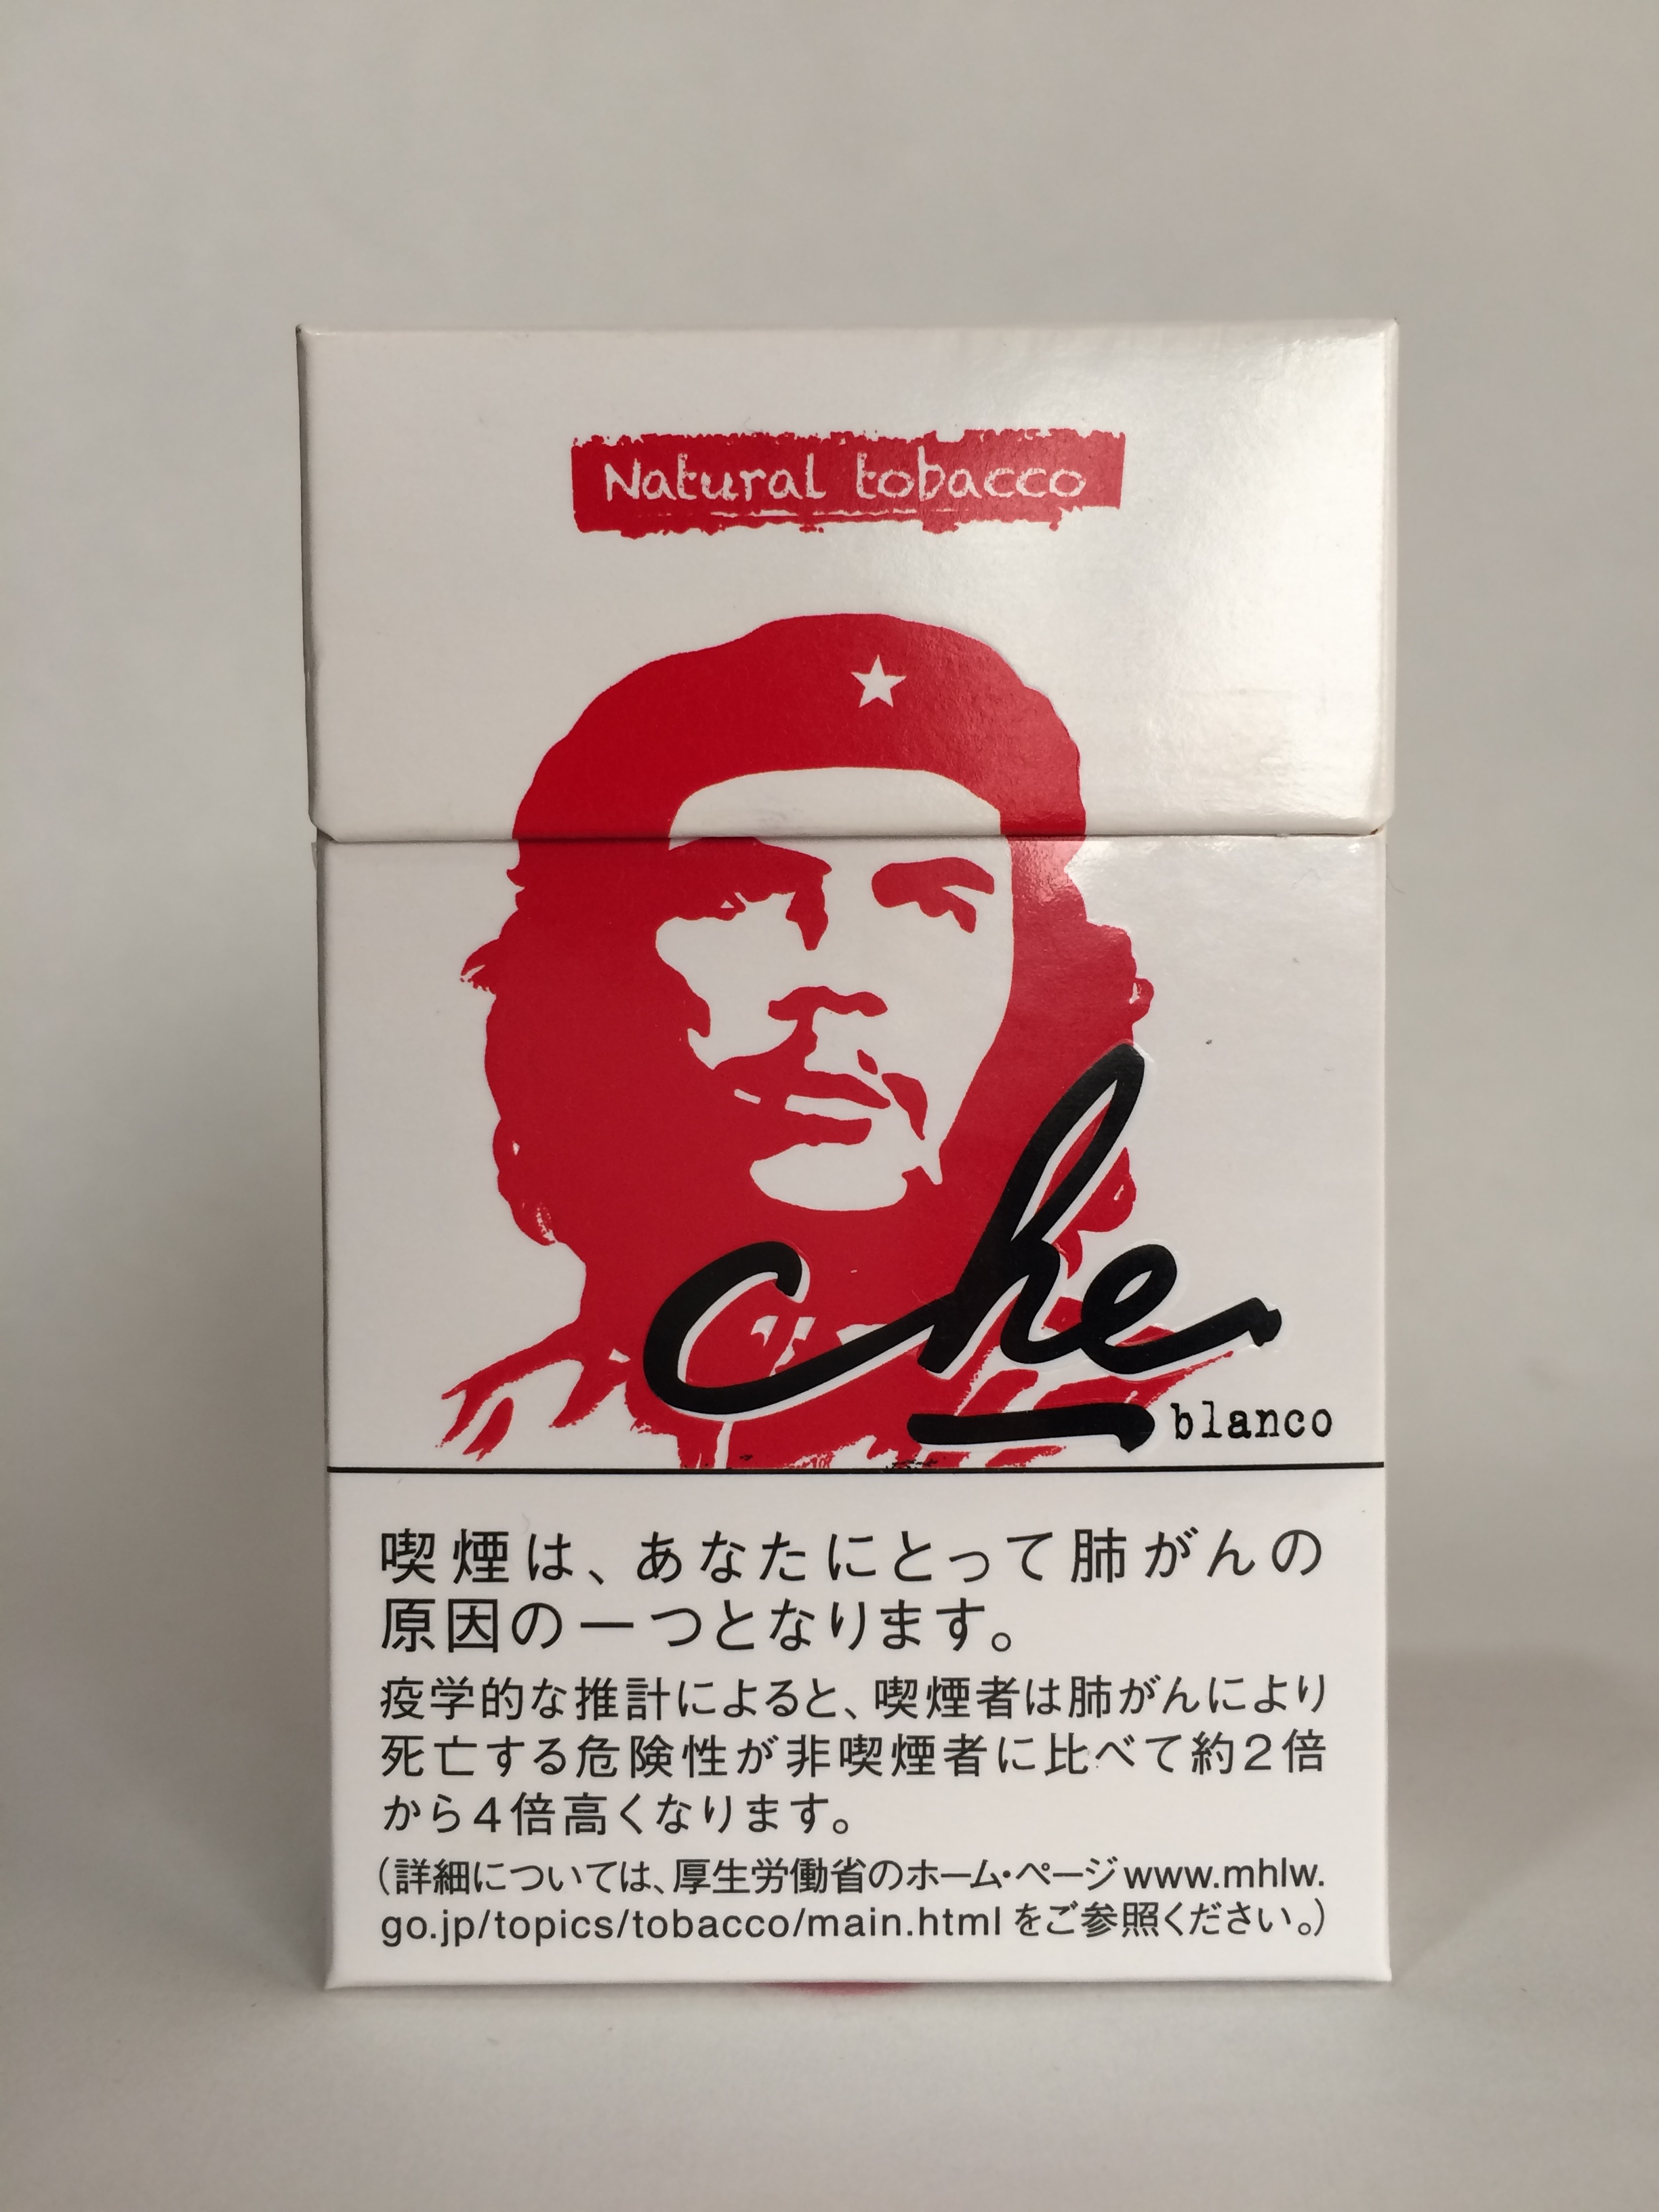 Natural tobacco
che
blanco
喫煙は、あなたにとって肺がんの
原因の一つとなります。
疫学的な推計によると、喫煙者は肺がんにより
死亡する危険性が非喫煙者に比べて約2倍
から4倍高くなります。
(詳細については、厚生労働省のホーム・ページwww.mhlw.
go.jp/topics/tobacco/main.htmlをご参照ください。)